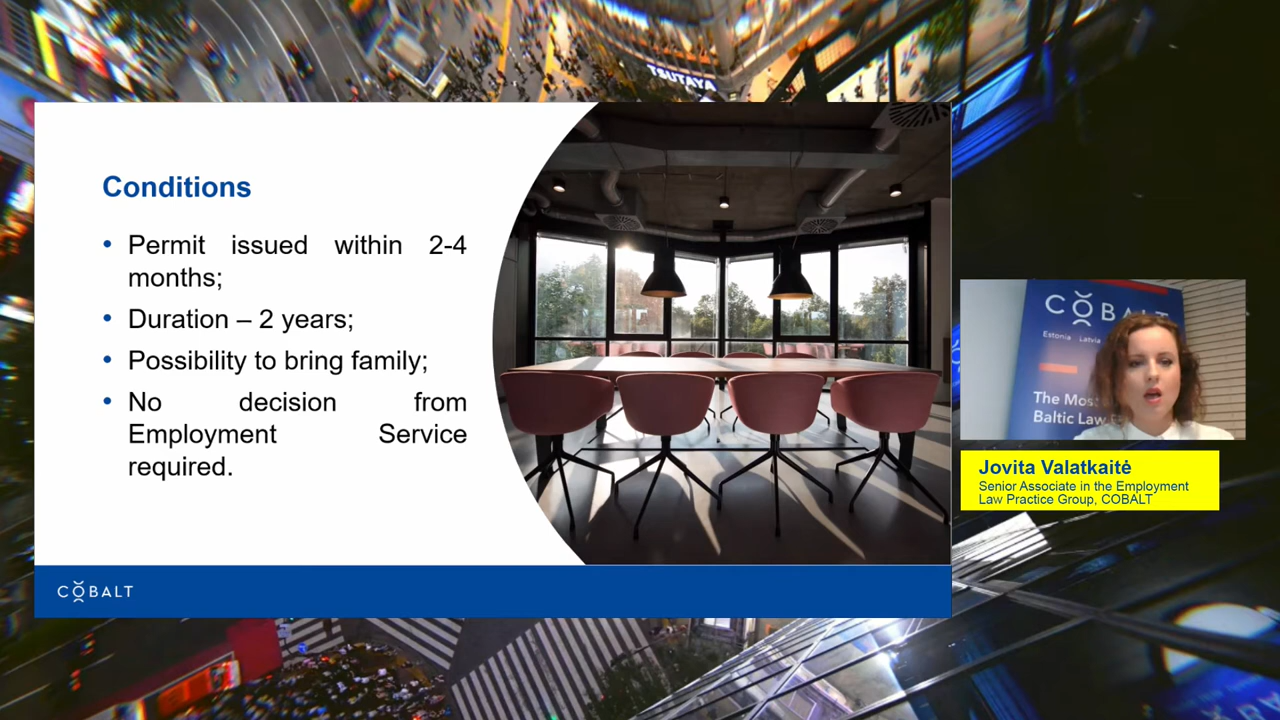 TSUTAYA
Conditions
• Permit issued within 2-4
months;
• Duration – 2 years;
• Possibility to bring family;
• No decision from
Employment Service
required.
COBALT
COBALT
Estonia Latvia
The Mos
Baltic Law
Jovita Valatkaitė
Senior Associate in the Employment
Law Practice Group, COBALT